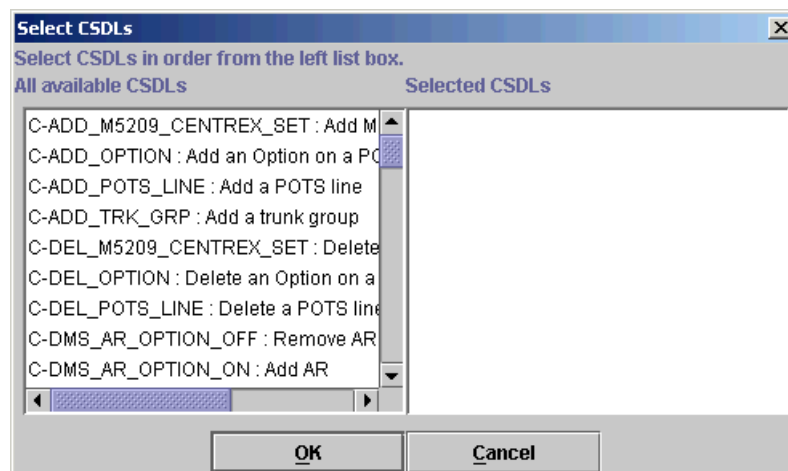 Select CSDLs
Select CSDLs in order from the left list box.
All available CSDLs
Selected CSDLs
C-ADD_M5209_CENTREX_SET : Add M
C-ADD_OPTION : Add an Option on a PO
C-ADD_POTS_LINE : Add a POTS line
C-ADD_TRK_GRP : Add a trunk group
C-DEL_M5209_CENTREX_SET : Delete
C-DEL_OPTION : Delete an Option on a
C-DEL_POTS_LINE : Delete a POTS line
C-DMS_AR_OPTION_OFF : Remove AR
C-DMS_AR_OPTION_ON : Add AR
OK
Cancel